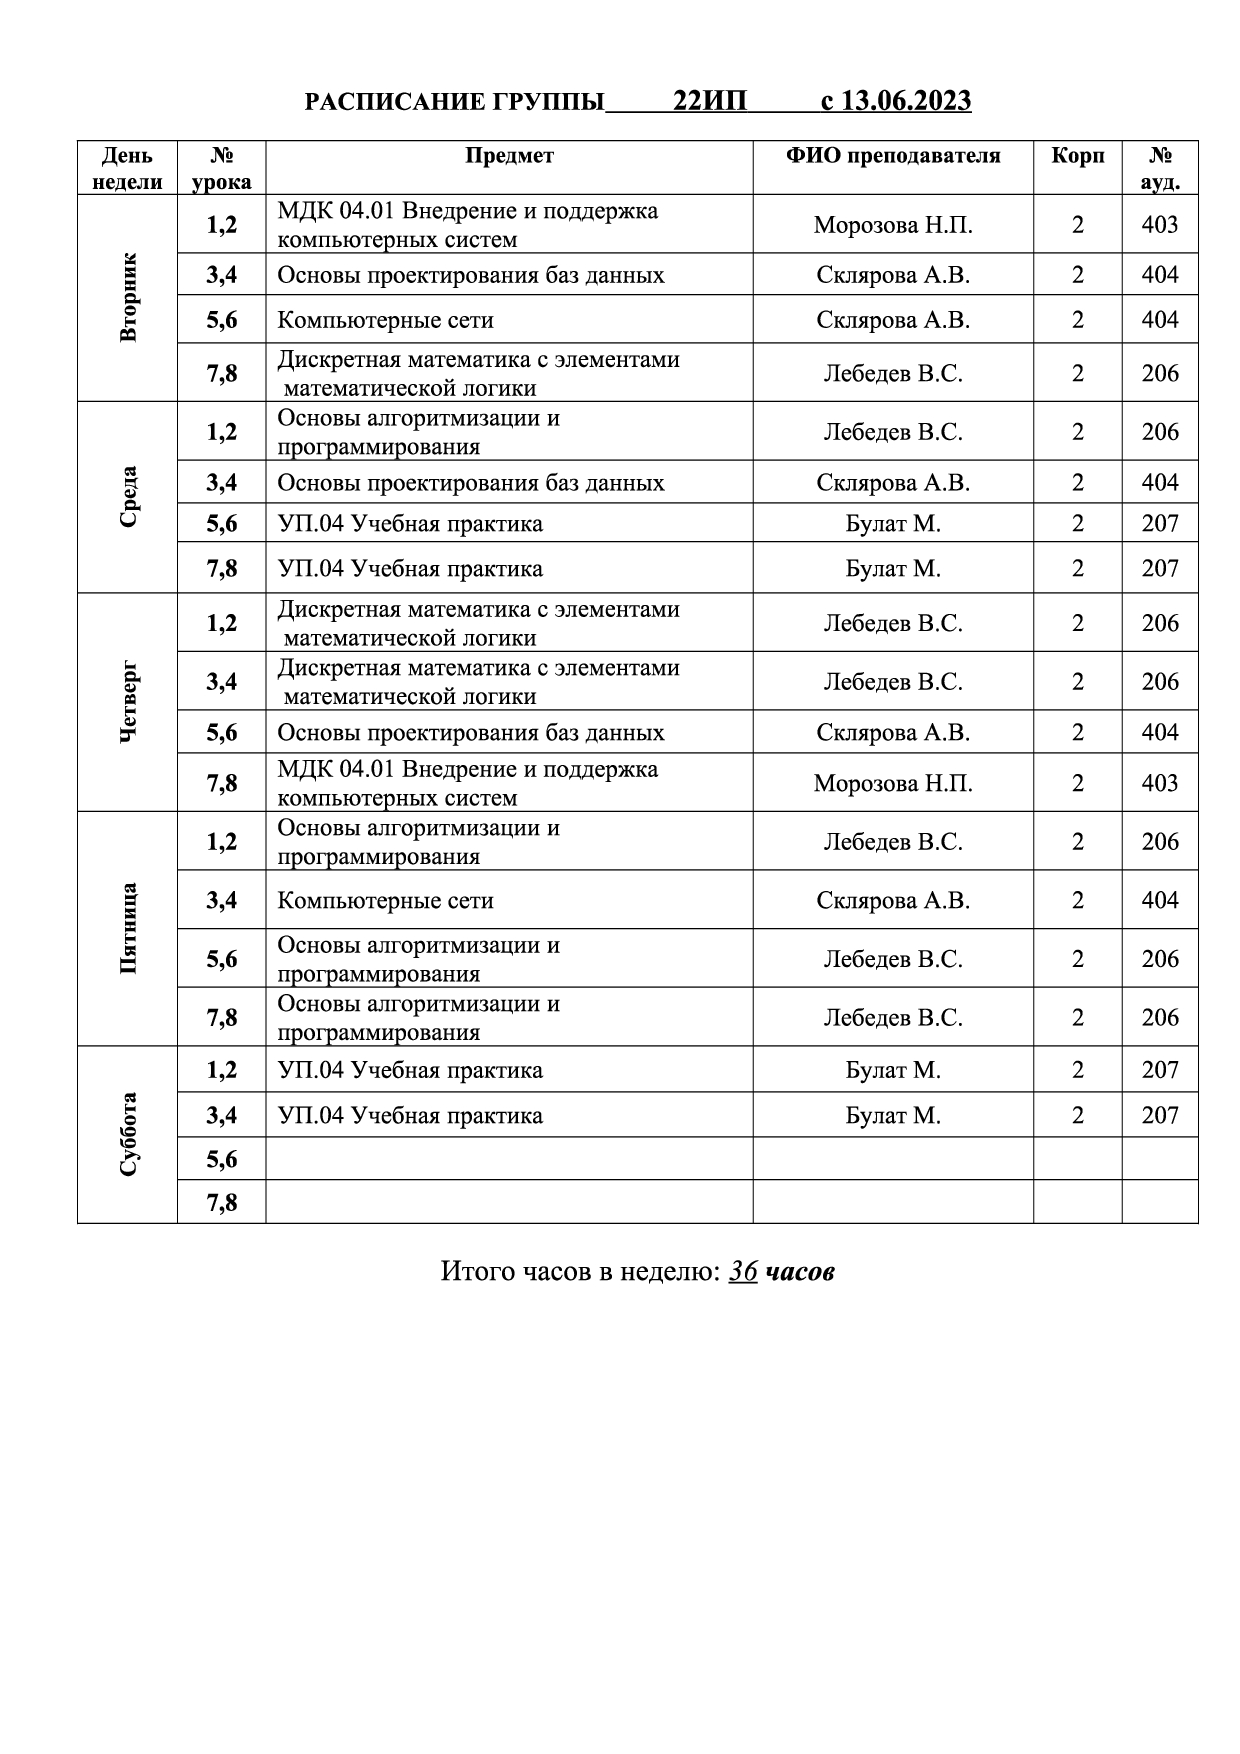 РАСПИСАНИЕ ГРУППЫ 22ИП с 13.06.2023
День недели № урока Предмет ФИО преподавателя Корп № ауд.
Вторник
1,2 МДК 04.01 Внедрение и поддержка
компьютерных систем Морозова Н.П. 2 403
3,4 Основы проектирования баз данных Склярова А.В. 2 404
5,6 Компьютерные сети Склярова А.В. 2 404
7,8 Дискретная математика с элементами
математической логики Лебедев В.С. 2 206
Среда
1,2 Основы алгоритмизации и
программирования Лебедев В.С. 2 206
3,4 Основы проектирования баз данных Склярова А.В. 2 404
5,6 УП.04 Учебная практика Булат М. 2 207
7,8 УП.04 Учебная практика Булат М. 2 207
Четверг
1,2 Дискретная математика с элементами
математической логики Лебедев В.С. 2 206
3,4 Дискретная математика с элементами
математической логики Лебедев В.С. 2 206
5,6 Основы проектирования баз данных Склярова А.В. 2 404
7,8 МДК 04.01 Внедрение и поддержка
компьютерных систем Морозова Н.П. 2 403
Пятница
1,2 Основы алгоритмизации и
программирования Лебедев В.С. 2 206
3,4 Компьютерные сети Склярова А.В. 2 404
5,6 Основы алгоритмизации и
программирования Лебедев В.С. 2 206
7,8 Основы алгоритмизации и
программирования Лебедев В.С. 2 206
Суббота
1,2 УП.04 Учебная практика Булат М. 2 207
3,4 УП.04 Учебная практика Булат М. 2 207
5,6
7,8
Итого часов в неделю: 36 часов